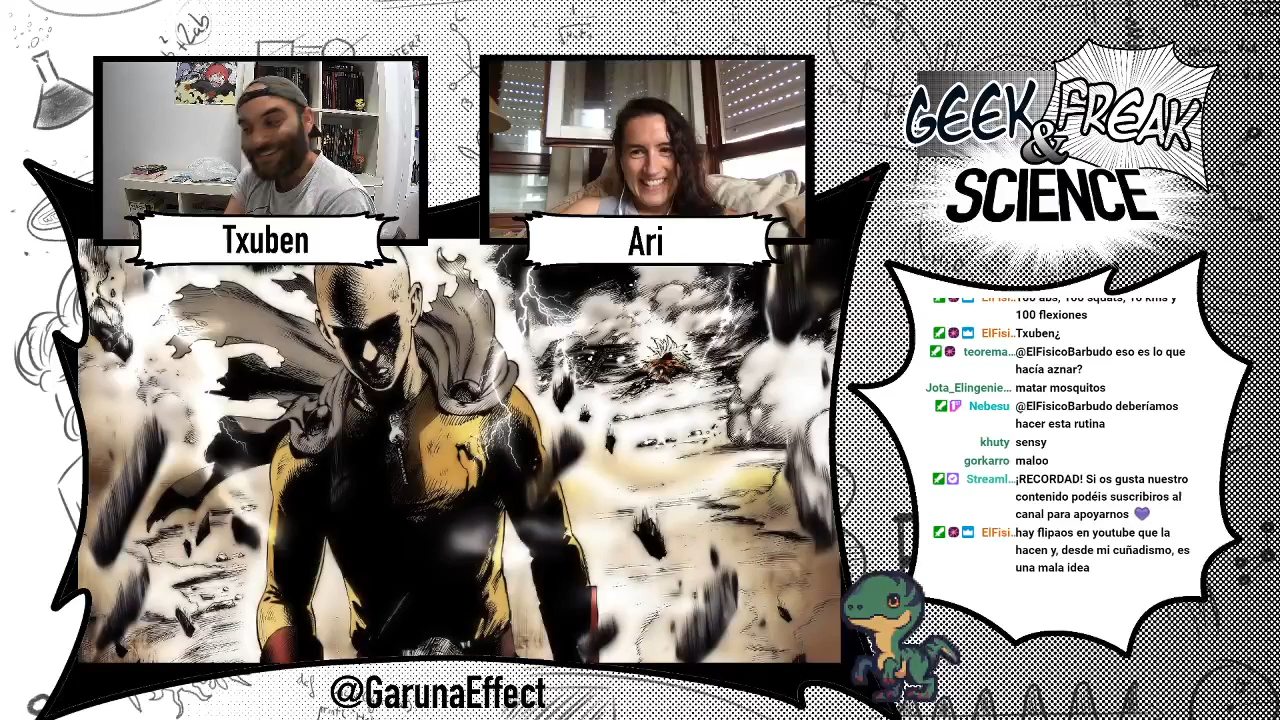 Txuben
Ari
GEEK
&
FREAK
SCIENCE
ElFisi...100 abs, 100 squats, 10 kms y
100 flexiones
ElFisi...Txuben¿
teorema... @ElFisicoBarbudo eso es lo que
hacía aznar?
Jota_Elingenie... matar mosquitos
Nebesu @ElFisicoBarbudo deberíamos
hacer esta rutina
khuty sensy
gorkarro maloo
Streaml...¡RECORDAD! Si os gusta nuestro
contenido podéis suscribiros al
canal para apoyarnos 💜
ElFisi...hay flipaos en youtube que la
hacen y, desde mi cuñadismo, es
una mala idea
@GarunaEffect